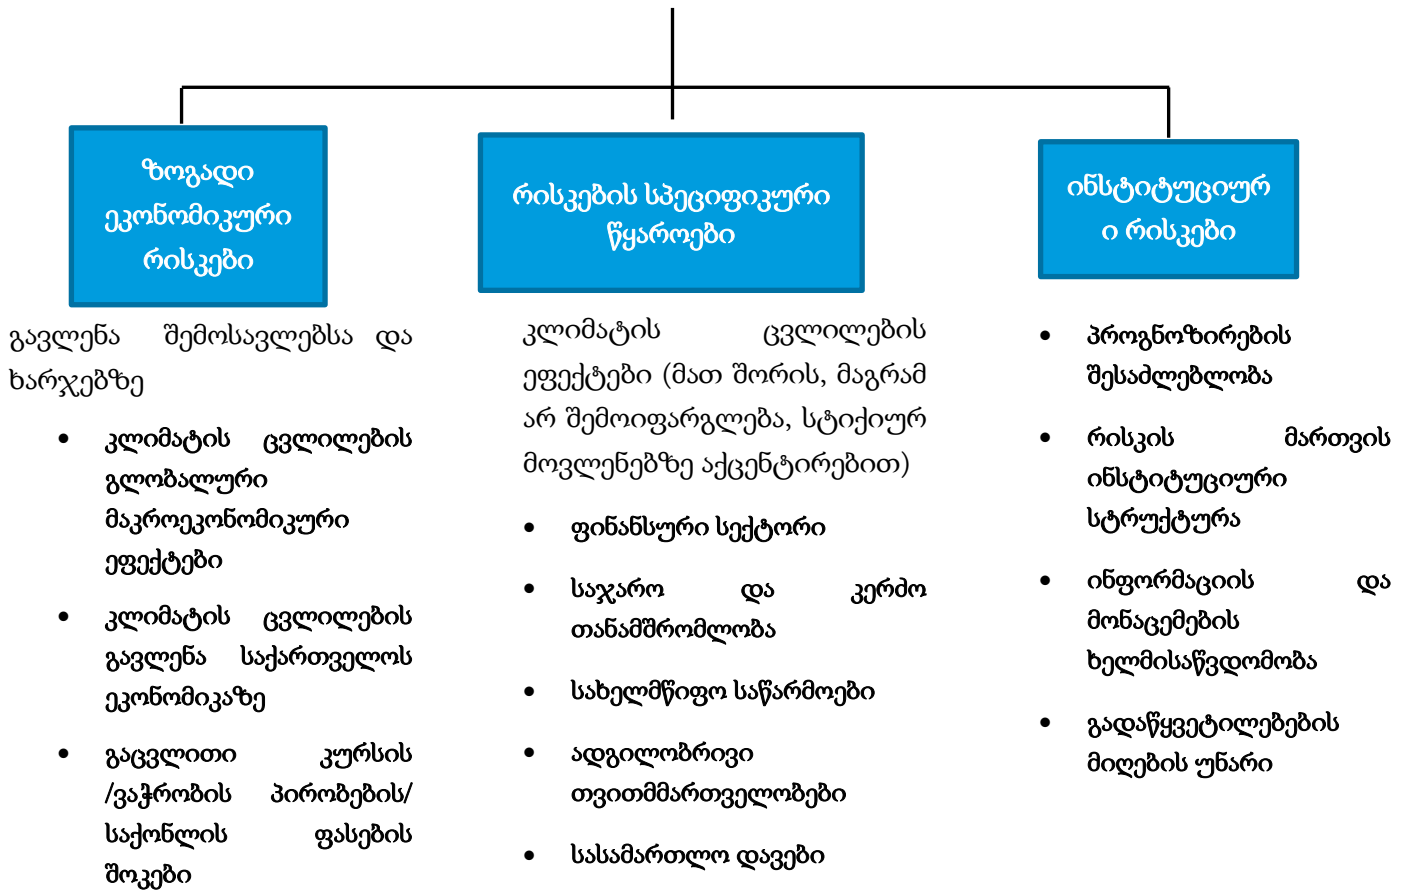 ზოგადი
ეკონომიკური
რისკები
გავლენა შემოსავლებსა და
ხარჯებზე
• კლიმატის ცვლილების
გლობალური
მაკროეკონომიკური
ეფექტები
• კლიმატის ცვლილების
გავლენა საქართველოს
ეკონომიკაზე
• გაცვლითი კურსის
/ვაჭრობის პირობების/
საქონლის ფასების
შოკები
რისკების სპეციფიკური
წყაროები
კლიმატის ცვლილების
ეფექტები (მათ შორის, მაგრამ
არ შემოიფარგლება, სტიქიურ
მოვლენებზე აქცენტირებით)
• ფინანსური სექტორი
• საჯარო და კერძო
თანამშრომლობა
• სახელმწიფო საწარმოები
• ადგილობრივი
თვითმმართველობები
• სასამართლო დავები
ინსტიტუციურ
ი რისკები
• პროგნოზირების
შესაძლებლობა
• რისკის მართვის
ინსტიტუციური
სტრუქტურა
• ინფორმაციის და
მონაცემების
ხელმისაწვდომობა
• გადაწყვეტილებების
მიღების უნარი